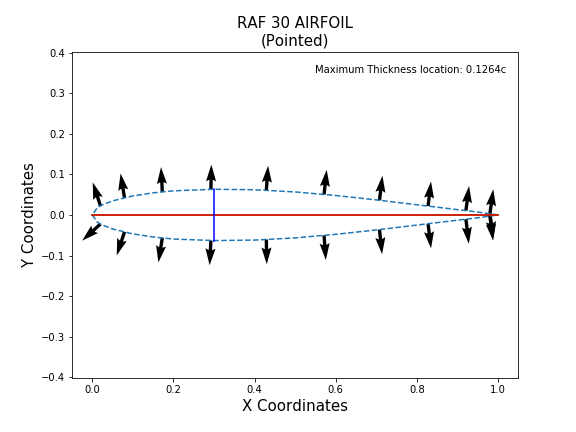 RAF 30 AIRFOIL
(Pointed)
Maximum Thickness location: 0.1264c
0.4
0.3
0.2
0.1
0.0
−0.1
−0.2
−0.3
−0.4
Y Coordinates
0.0 0.2 0.4 0.6 0.8 1.0
X Coordinates